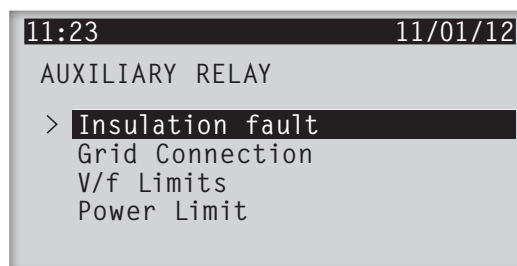 11:23 11/01/12
AUXILIARY RELAY
> Insulation fault
Grid Connection
V/f Limits
Power Limit